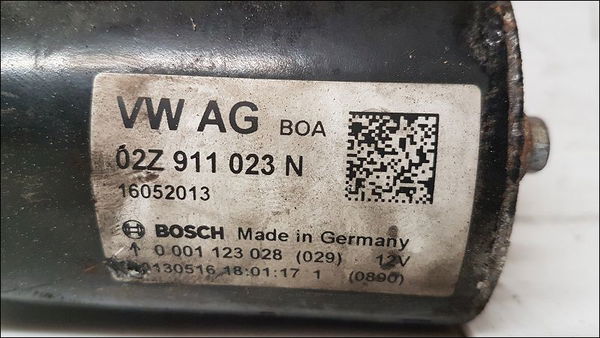 VW AG BOA
02Z 911 023 N
16052013
BOSCH Made in Germany
↑ 0 001 123 028 (029) 12V
130516 18:01:17 1 (0890)